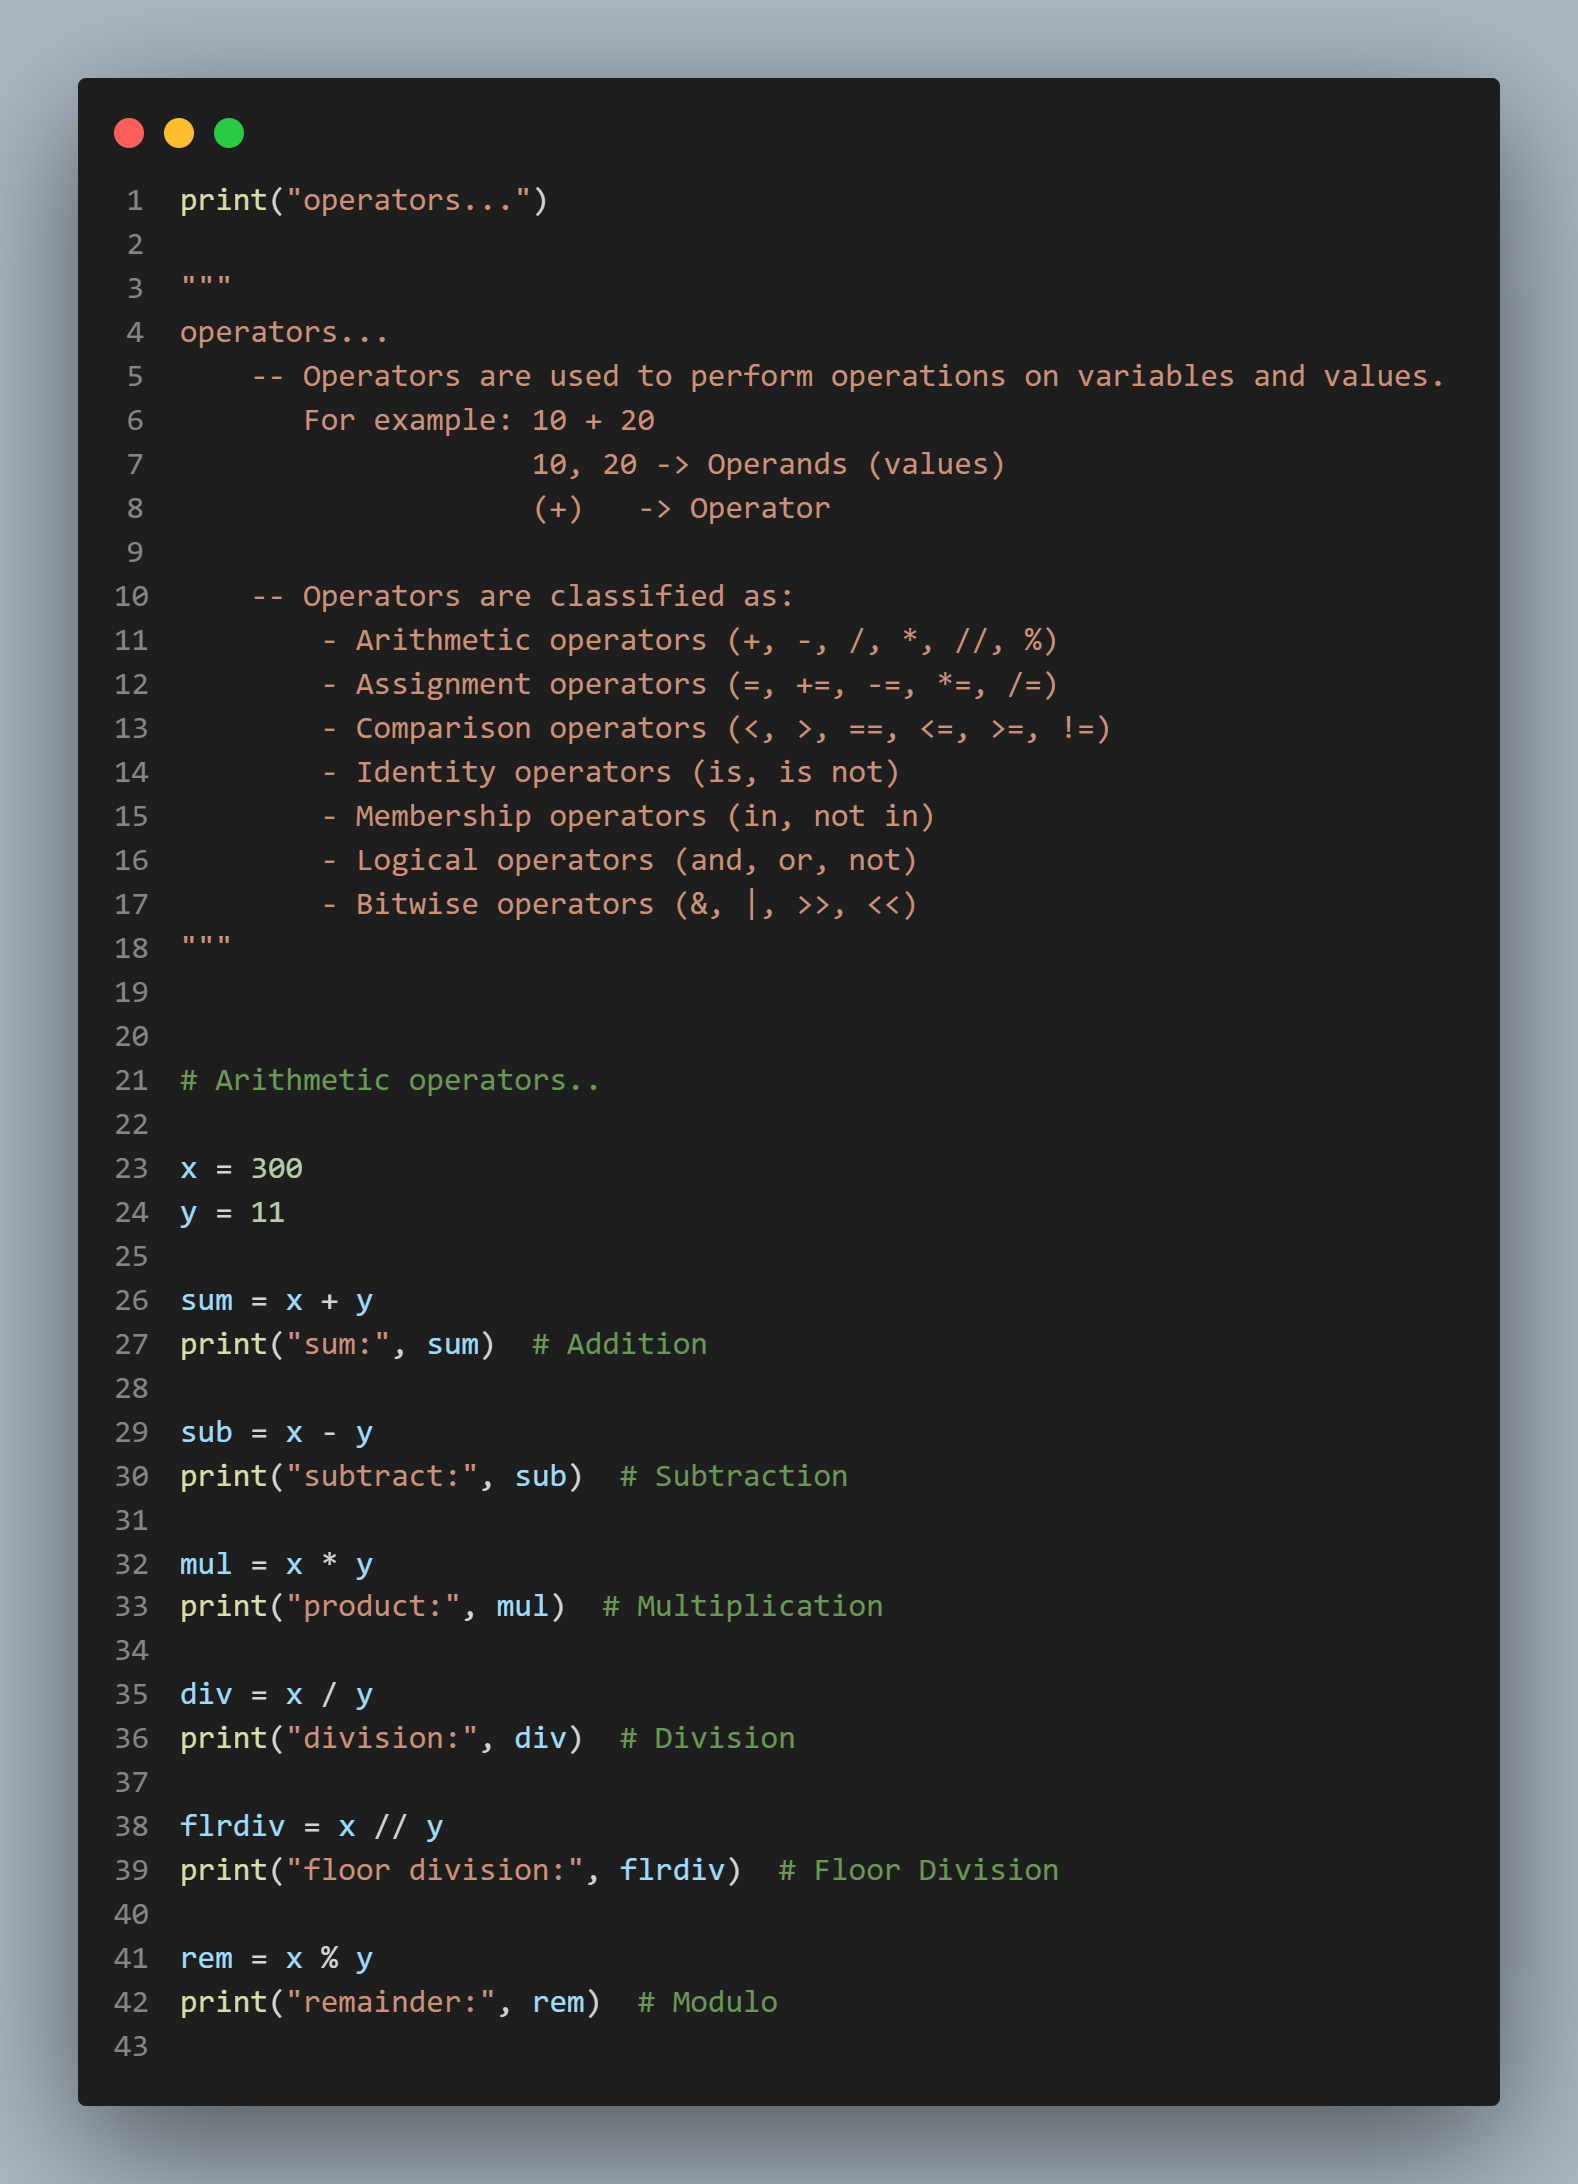 1 print("operators...")
2
3 """
4 operators...
5     -- Operators are used to perform operations on variables and values.
6        For example: 10 + 20
7                     10, 20 -> Operands (values)
8                     (+)   -> Operator
9
10     -- Operators are classified as:
11         - Arithmetic operators (+, -, /, *, //, %)
12         - Assignment operators (=, +=, -=, *=, /=)
13         - Comparison operators (<, >, ==, <=, >=, !=)
14         - Identity operators (is, is not)
15         - Membership operators (in, not in)
16         - Logical operators (and, or, not)
17         - Bitwise operators (&, |, >>, <<)
18 """
19
20
21 # Arithmetic operators..
22
23 x = 300
24 y = 11
25
26 sum = x + y
27 print("sum:", sum)  # Addition
28
29 sub = x - y
30 print("subtract:", sub)  # Subtraction
31
32 mul = x * y
33 print("product:", mul)  # Multiplication
34
35 div = x / y
36 print("division:", div)  # Division
37
38 flrdiv = x // y
39 print("floor division:", flrdiv)  # Floor Division
40
41 rem = x % y
42 print("remainder:", rem)  # Modulo
43